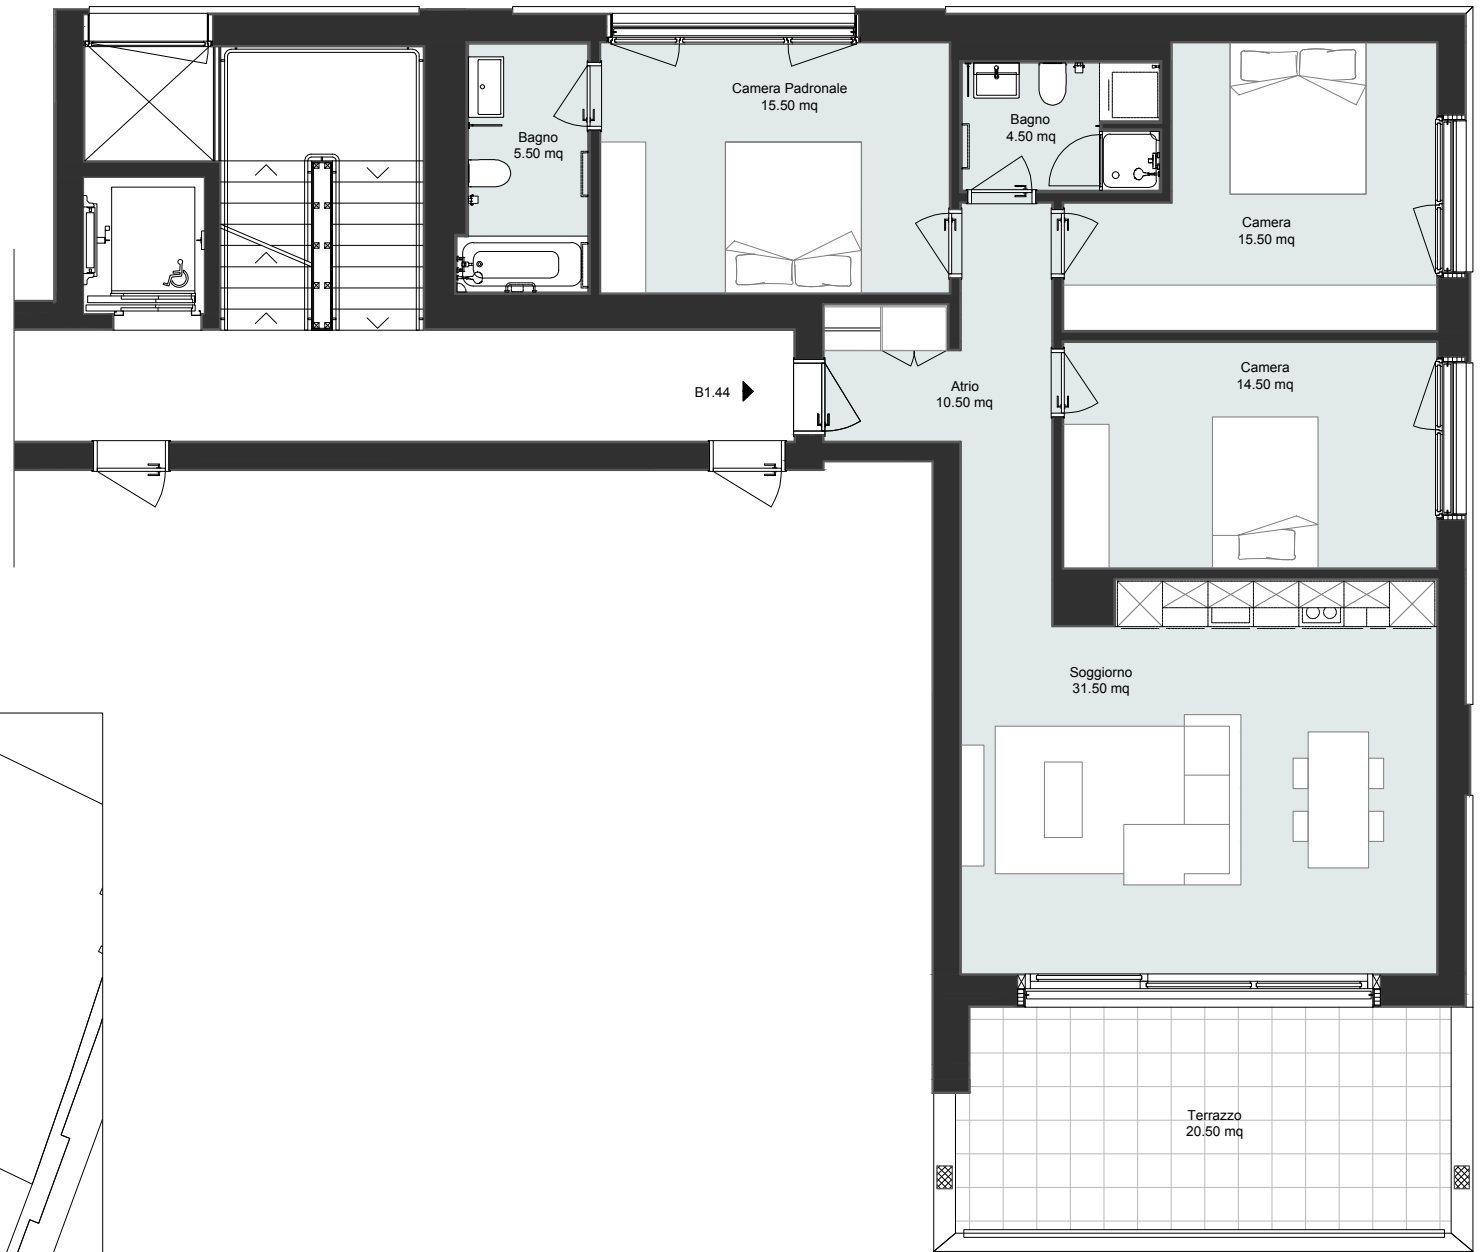 Camera Padronale
15.50 mq
Bagno
5.50 mq
Bagno
4.50 mq
Camera
15.50 mq
Camera
14.50 mq
B1.44
Atrio
10.50 mq
Soggiorno
31.50 mq
Terrazzo
20.50 mq